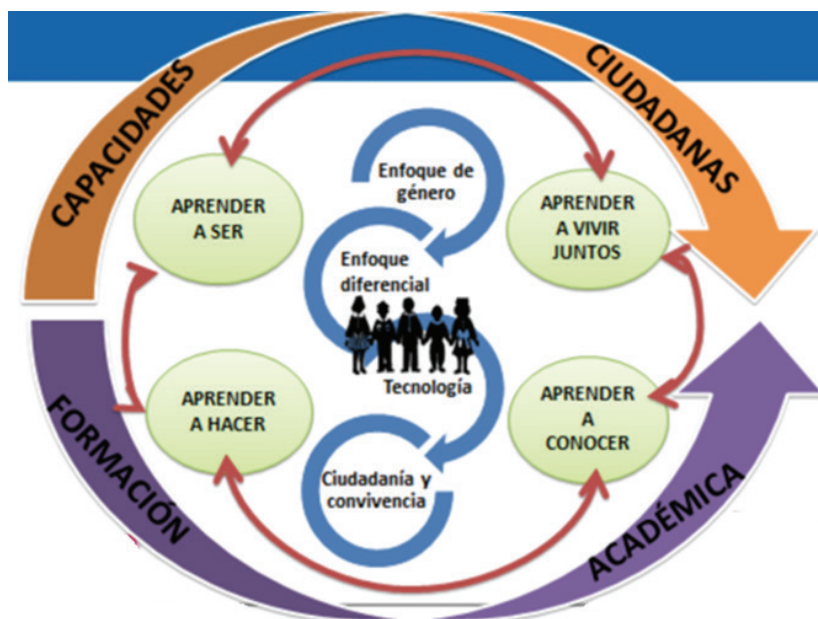 CAPACIDADES
CIUDADANAS
Enfoque de
género
APRENDER
A SER
APRENDER
A VIVIR
JUNTOS
Enfoque
diferencial
Tecnología
APRENDER
A HACER
APRENDER
A
CONOCER
Ciudadanía y
convivencia
FORMACIÓN
ACADÉMICA